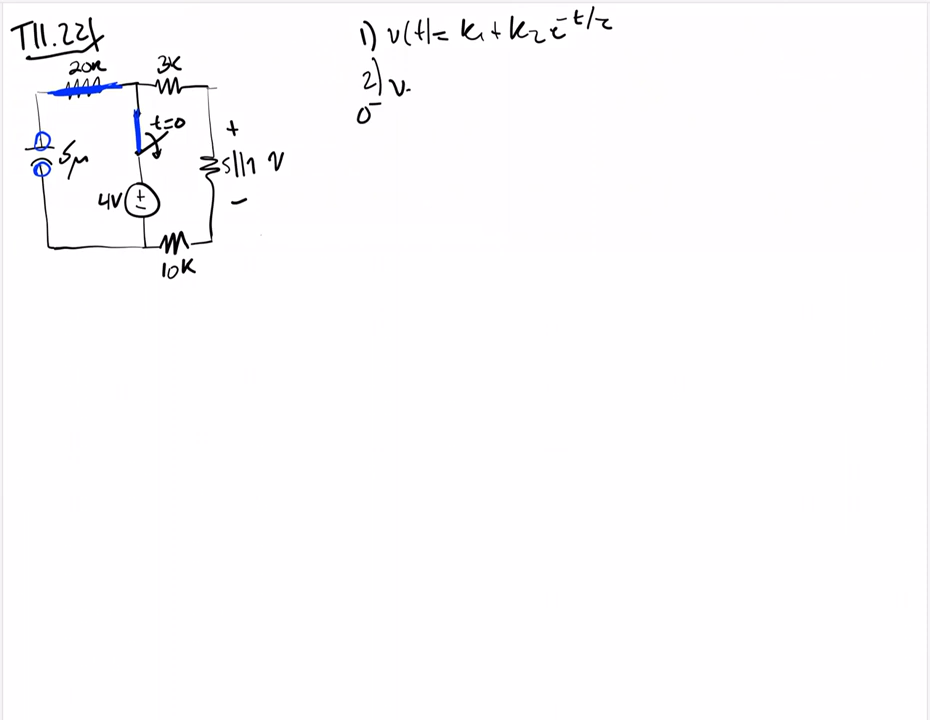 T11.22
20k 3K
t=0
+
5μ
4V
+
-
5||1 V
-
10K
1) v(t)= k1+k2 e^-t/τ
2) v
0^-